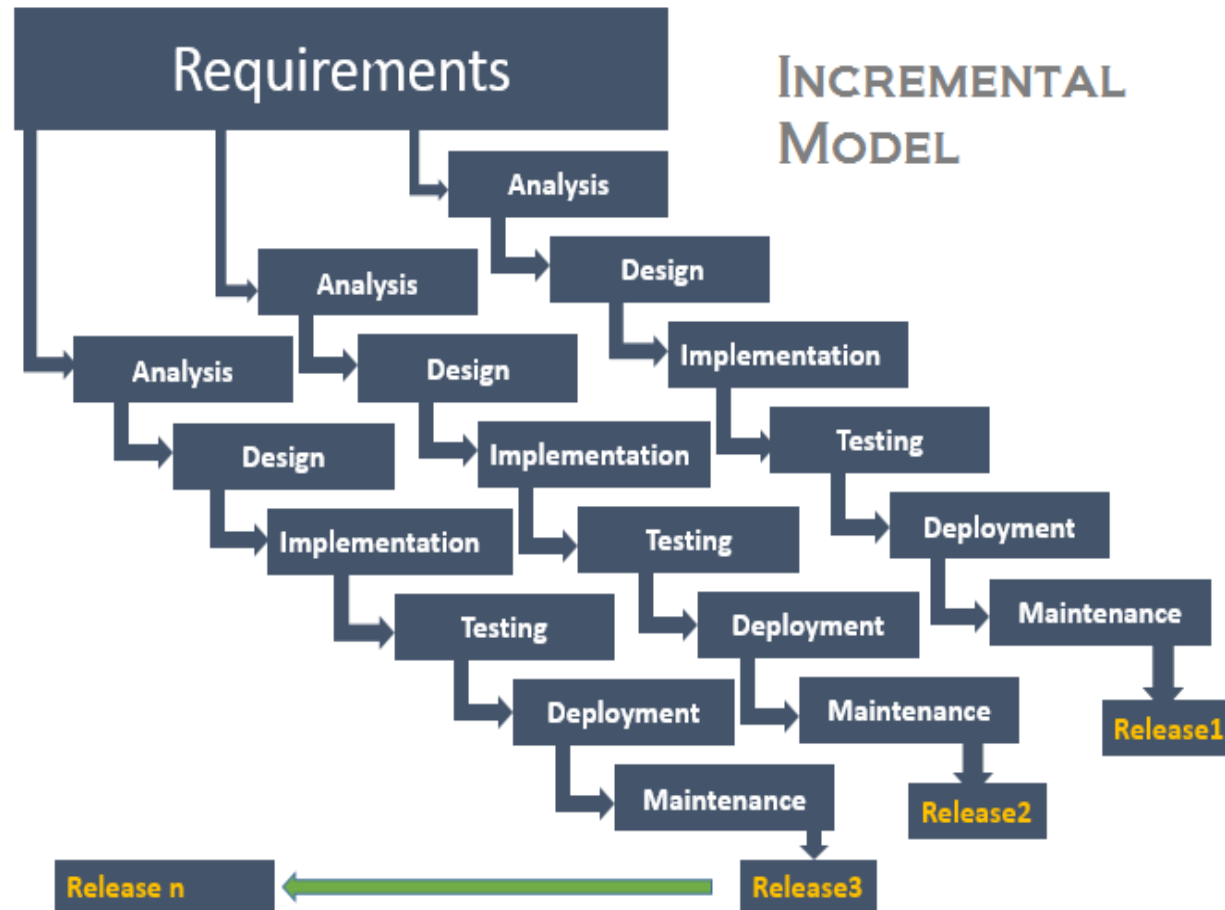 Requirements
INCREMENTAL
MODEL
Analysis
Design
Implementation
Testing
Deployment
Maintenance
Release1
Analysis
Design
Implementation
Testing
Deployment
Maintenance
Release2
Analysis
Design
Implementation
Testing
Deployment
Maintenance
Release3
Release n